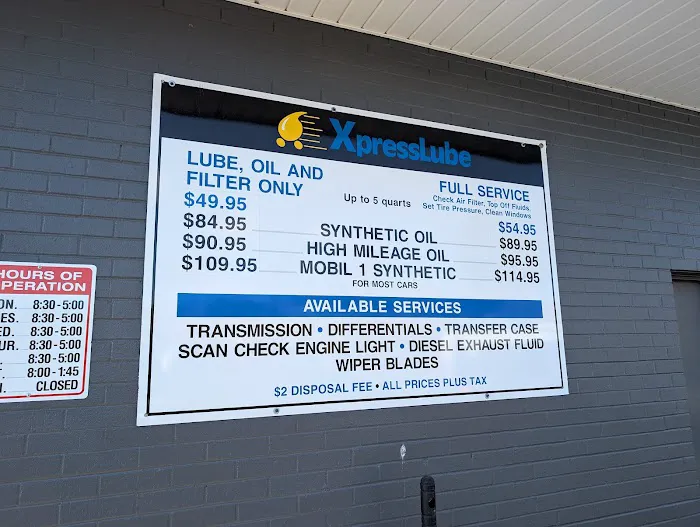 XpressLube
LUBE, OIL AND
FILTER ONLY
Up to 5 quarts
FULL SERVICE
Check Air Filter, Top Off Fluids,
Set Tire Pressure, Clean Windows
$49.95 $54.95
$84.95 SYNTHETIC OIL $89.95
$90.95 HIGH MILEAGE OIL $95.95
$109.95 MOBIL 1 SYNTHETIC $114.95
FOR MOST CARS
AVAILABLE SERVICES
TRANSMISSION • DIFFERENTIALS • TRANSFER CASE
SCAN CHECK ENGINE LIGHT • DIESEL EXHAUST FLUID
WIPER BLADES
$2 DISPOSAL FEE • ALL PRICES PLUS TAX
HOURS OF
PERATION
ON. 8:30-5:00
ES. 8:30-5:00
ED. 8:30-5:00
UR. 8:30-5:00
8:30-5:00
8:00-1:45
CLOSED